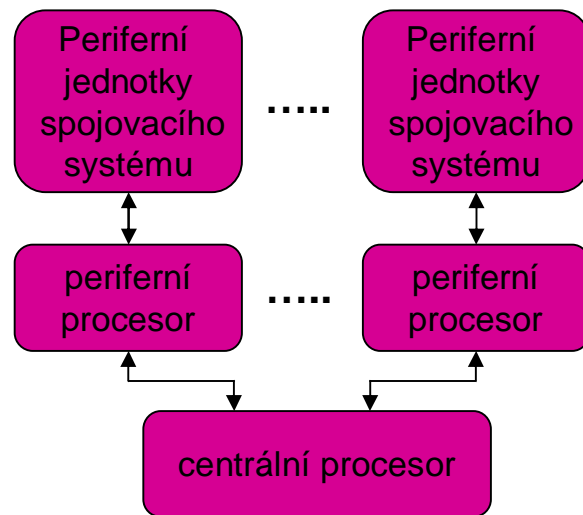 Periferní
jednotky
spojovacího
systému
.....
Periferní
jednotky
spojovacího
systému
periferní
procesor
.....
periferní
procesor
centrální procesor